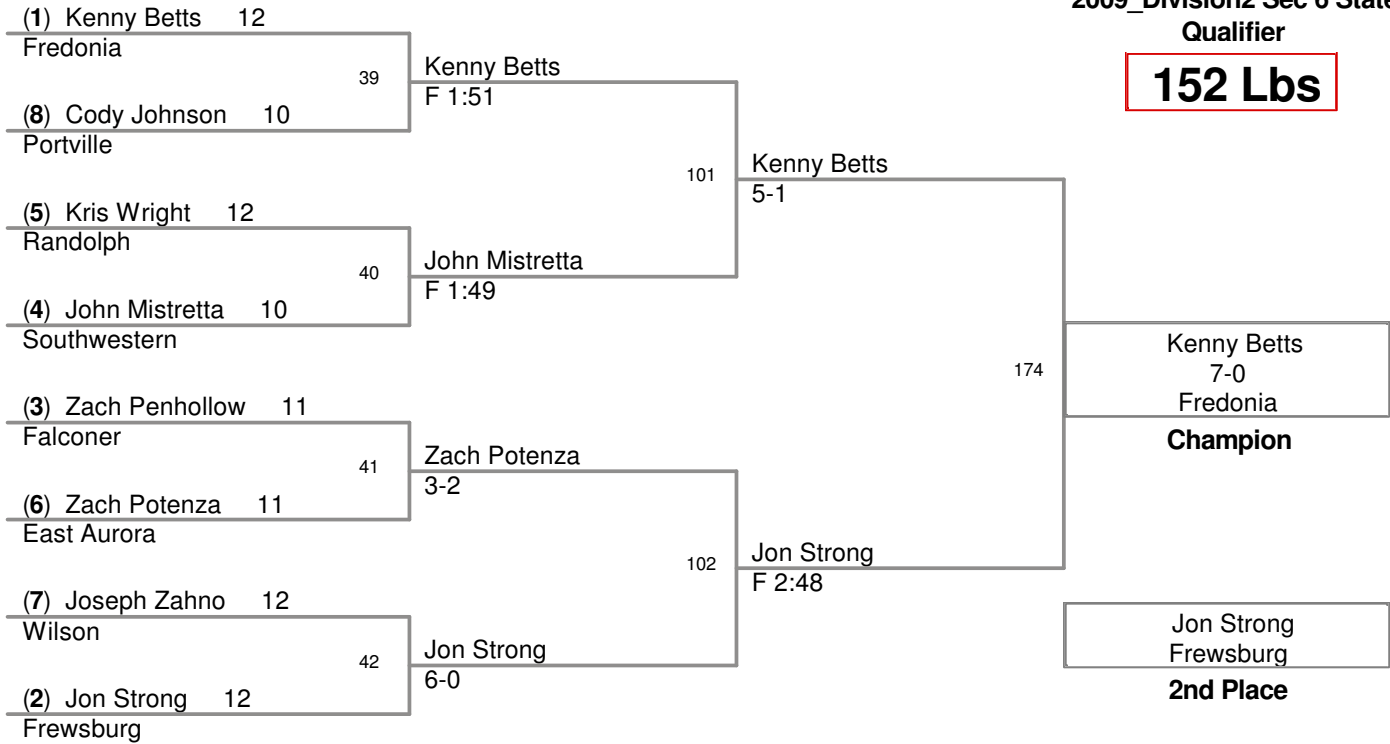 2009_Division2 Sec 6 State
Qualifier
152 Lbs
(1) Kenny Betts 12
Fredonia
39
Kenny Betts
F 1:51
(8) Cody Johnson 10
Portville
101
Kenny Betts
5-1
(5) Kris Wright 12
Randolph
40
John Mistretta
F 1:49
(4) John Mistretta 10
Southwestern
174
Kenny Betts
7-0
Fredonia
Champion
(3) Zach Penhollow 11
Falconer
41
Zach Potenza
3-2
(6) Zach Potenza 11
East Aurora
102
Jon Strong
F 2:48
(7) Joseph Zahno 12
Wilson
42
Jon Strong
6-0
(2) Jon Strong 12
Frewsburg
Jon Strong
Frewsburg
2nd Place